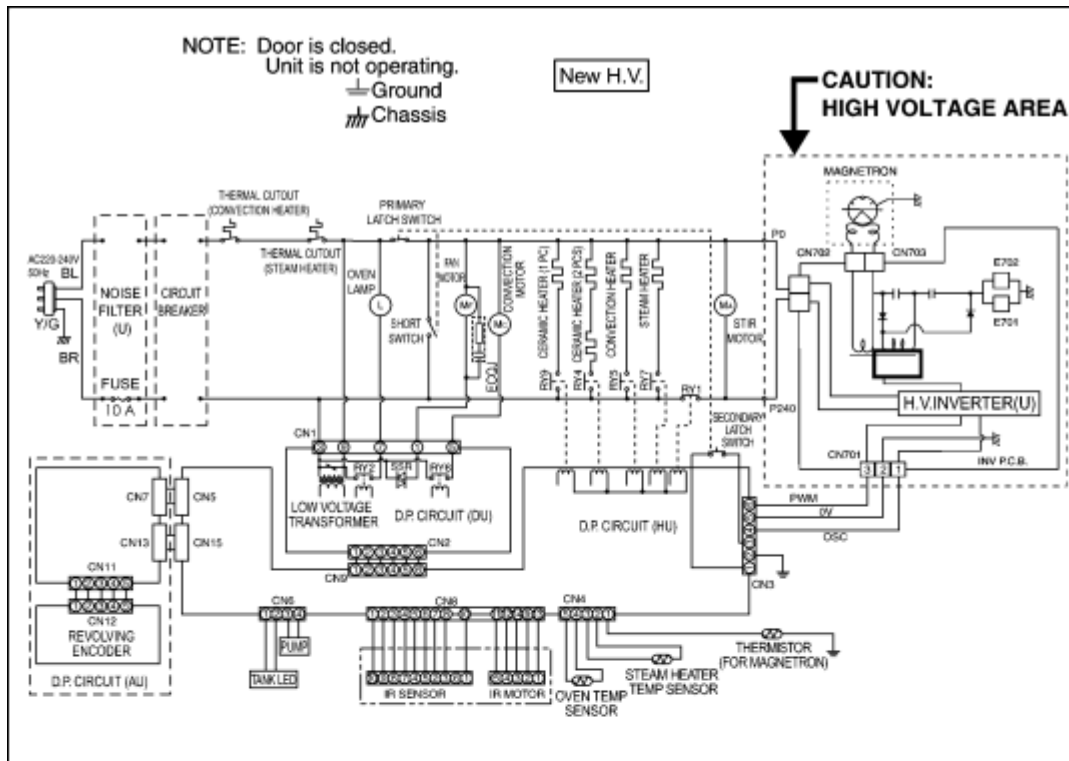 NOTE: Door is closed.
Unit is not operating.
Ground
Chassis
New H.V.
CAUTION:
HIGH VOLTAGE AREA
MAGNETRON
THERMAL CUTOUT
(CONVECTION HEATER)
PRIMARY
LATCH SWITCH
P0
CN702
CN703
AC220-240V
50Hz
BL
Y/G
BR
NOISE
FILTER
(U)
CIRCUIT
BREAKER
FUSE
10 A
THERMAL CUTOUT
(STEAM HEATER)
OVEN
LAMP
L
SHORT
SWITCH
FAN
MOTOR
CONVECTION
MOTOR
CERAMIC HEATER (1 PC)
CERAMIC HEATER (2 PCS)
CONVECTION HEATER
STEAM HEATER
STIR
MOTOR
E702
E701
RY9
RY4
RY5
RY7
RY1
P240
H.V.INVERTER(U)
SECONDARY
LATCH
SWITCH
CN701
3 2 1
INV P.C.B.
CN1
RY2
SSR
RY6
LOW VOLTAGE
TRANSFORMER
D.P. CIRCUIT (DU)
D.P. CIRCUIT (HU)
PWM
0V
OSC
CN7
CN5
CN13
CN15
CN2
CN9
CN3
CN11
CN12
REVOLVING
ENCODER
D.P. CIRCUIT (AU)
CN6
PUMP
TANK LED
CN8
IR SENSOR
IR MOTOR
CN4
OVEN TEMP
SENSOR
STEAM HEATER
TEMP SENSOR
THERMISTOR
(FOR MAGNETRON)